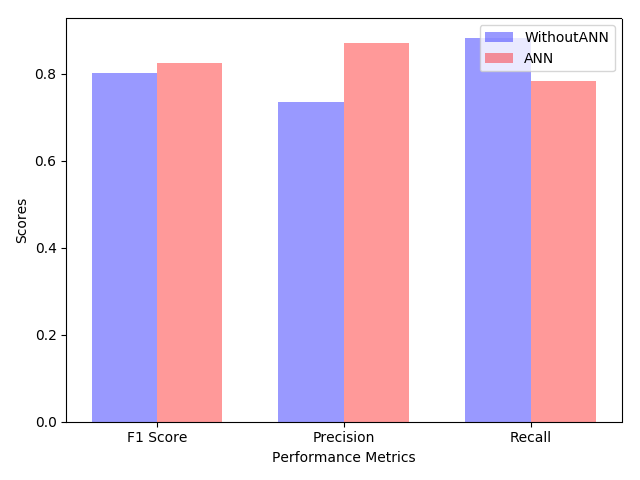 WithoutANN
ANN
0.8
0.6
0.4
0.2
0.0
Scores
F1 Score
Precision
Recall
Performance Metrics